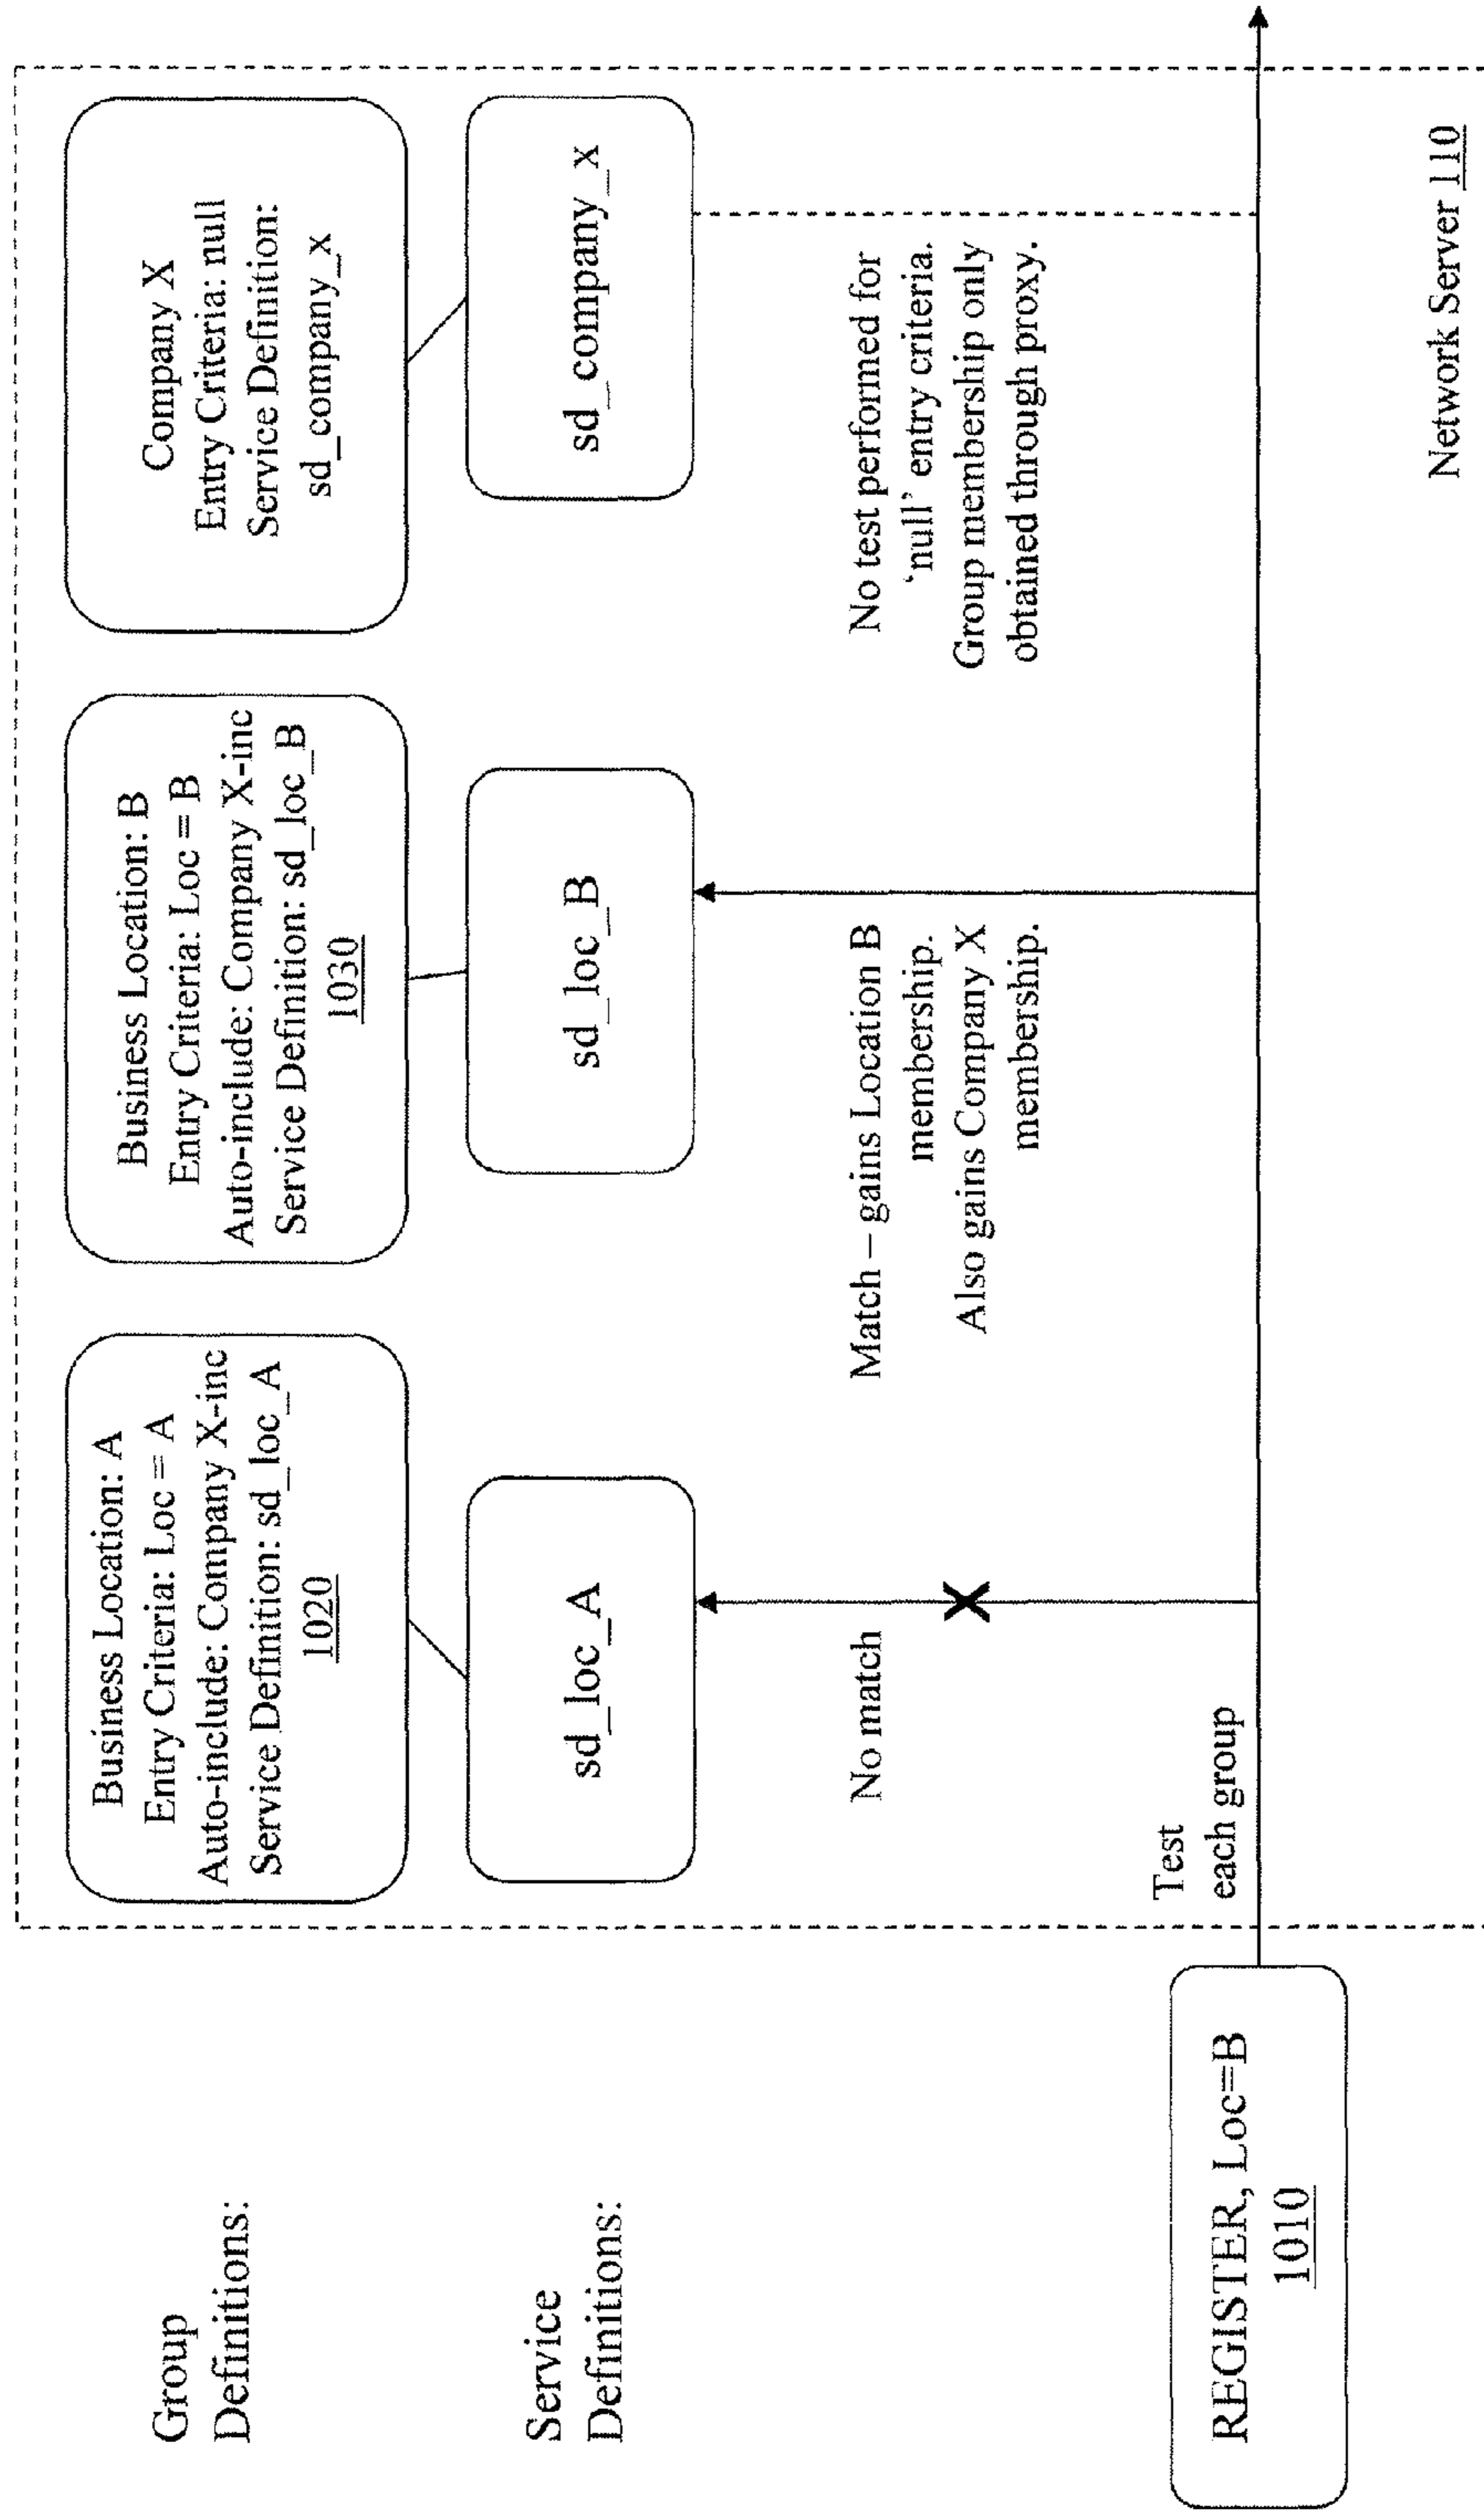 Group
Definitions:
Business Location: A
Entry Criteria: Loc = A
Auto-include: Company X-inc
Service Definition: sd_loc_A
1020
Business Location: B
Entry Criteria: Loc = B
Auto-include: Company X-inc
Service Definition: sd_loc_B
1030
Company X
Entry Criteria: null
Service Definition:
sd_company_x
Service
Definitions:
sd_loc_A
sd_loc_B
sd_company_x
No match
Match – gains Location B
membership.
Also gains Company X
membership.
No test performed for
‘null’ entry criteria.
Group membership only
obtained through proxy.
Test
each group
REGISTER, Loc=B
1010
Network Server 110